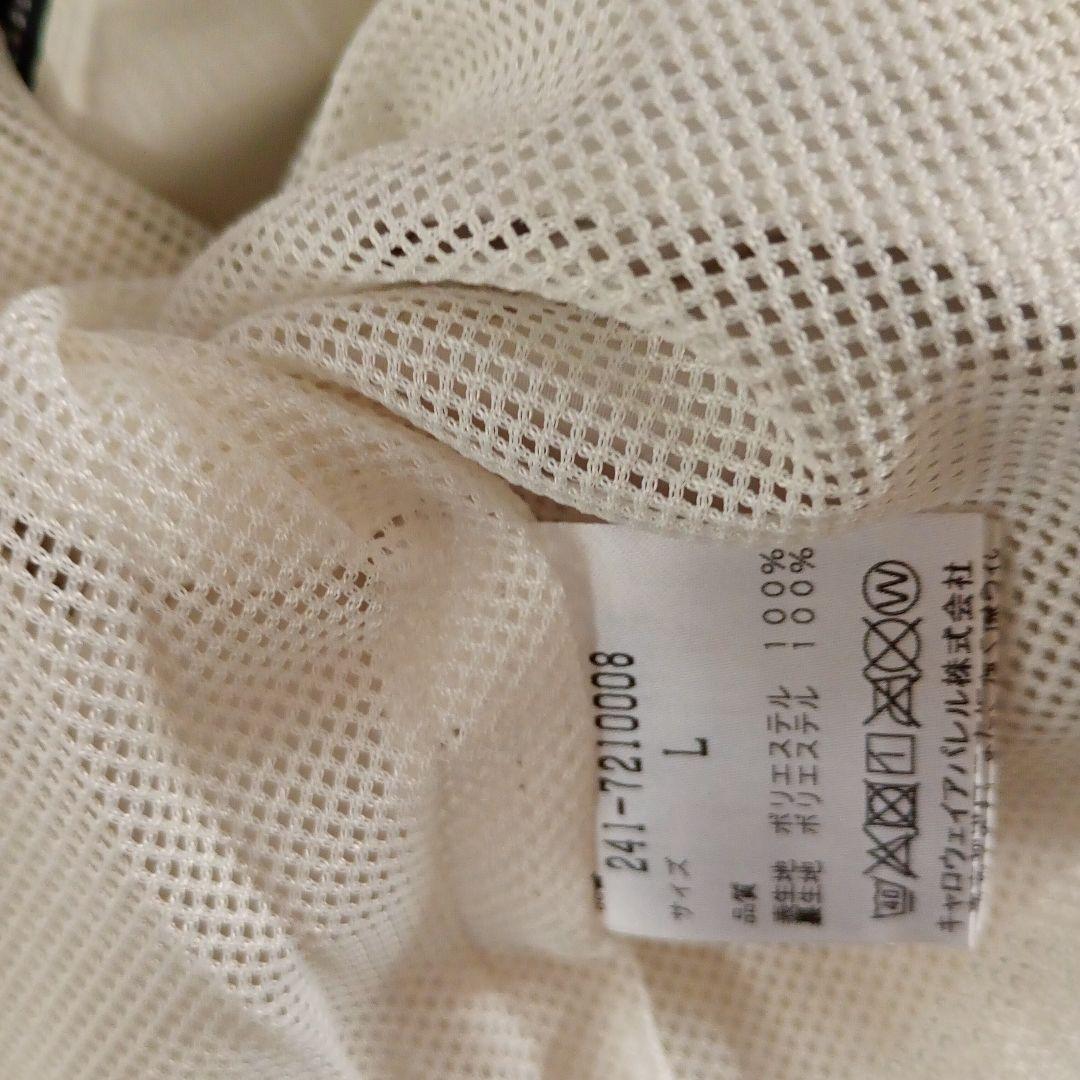 241-7210008
サイズ
L
品質
表生地 ポリエステル 100%
裏生地 ポリエステル 100%
40
W
キャロウェイアパレル株式会社